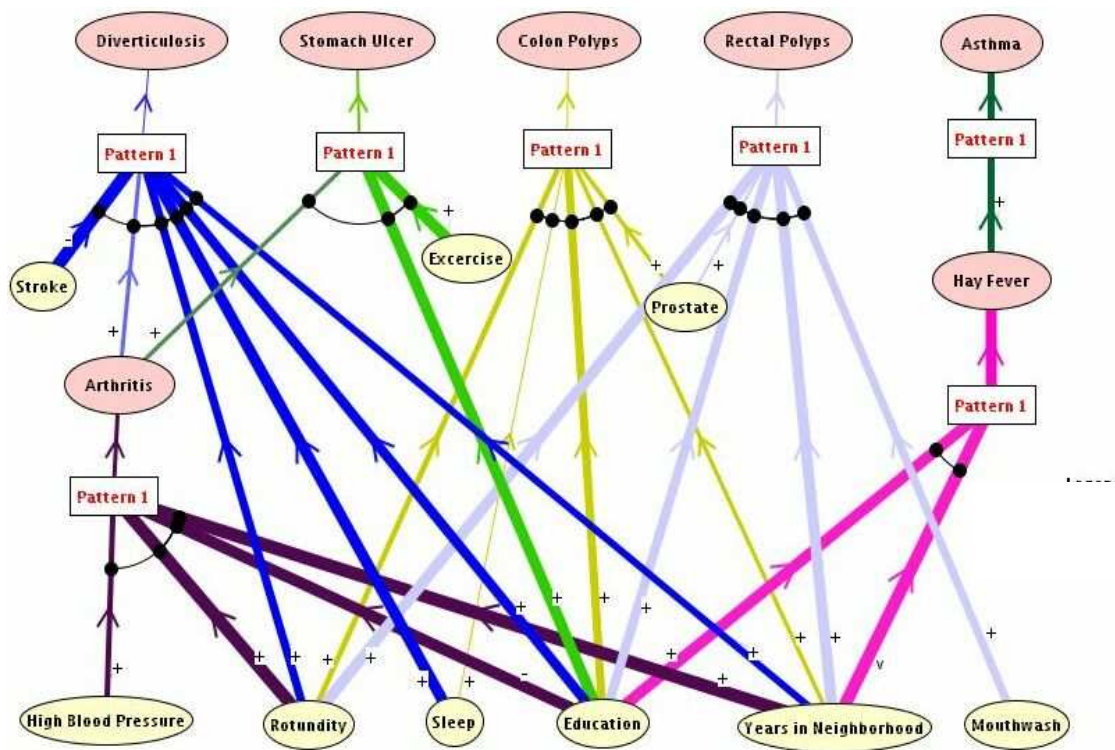 Diverticulosis
Stomach Ulcer
Colon Polyps
Rectal Polyps
Asthma
Pattern 1
Pattern 1
Pattern 1
Pattern 1
Pattern 1
+
+
-
Stroke
Excercise
+
+
Hay Fever
Prostate
+
+
Arthritis
Pattern 1
Pattern 1
+
+
+
+
+
+
+
+
+
+
+
+
+
v
+
+
+
-
+
High Blood Pressure
Rotundity
Sleep
Education
Years in Neighborhood
Mouthwash